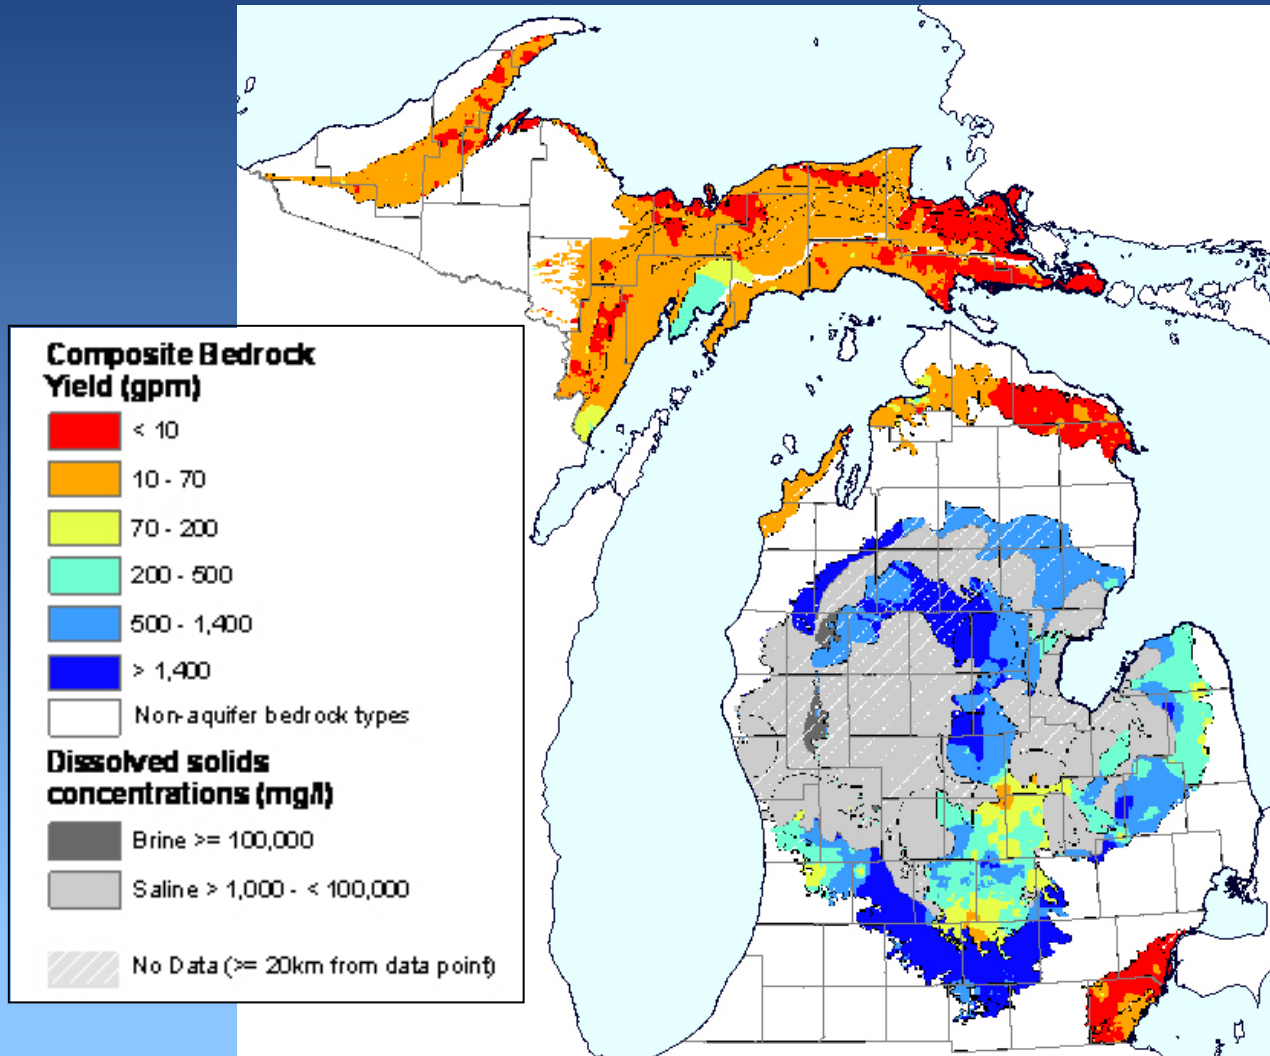 Composite Bedrock
Yield (gpm)
< 10
10 - 70
70 - 200
200 - 500
500 - 1,400
> 1,400
Non-aquifer bedrock types
Dissolved solids
concentrations (mg/l)
Brine >= 100,000
Saline > 1,000 - < 100,000
No Data (>= 20km from data point)